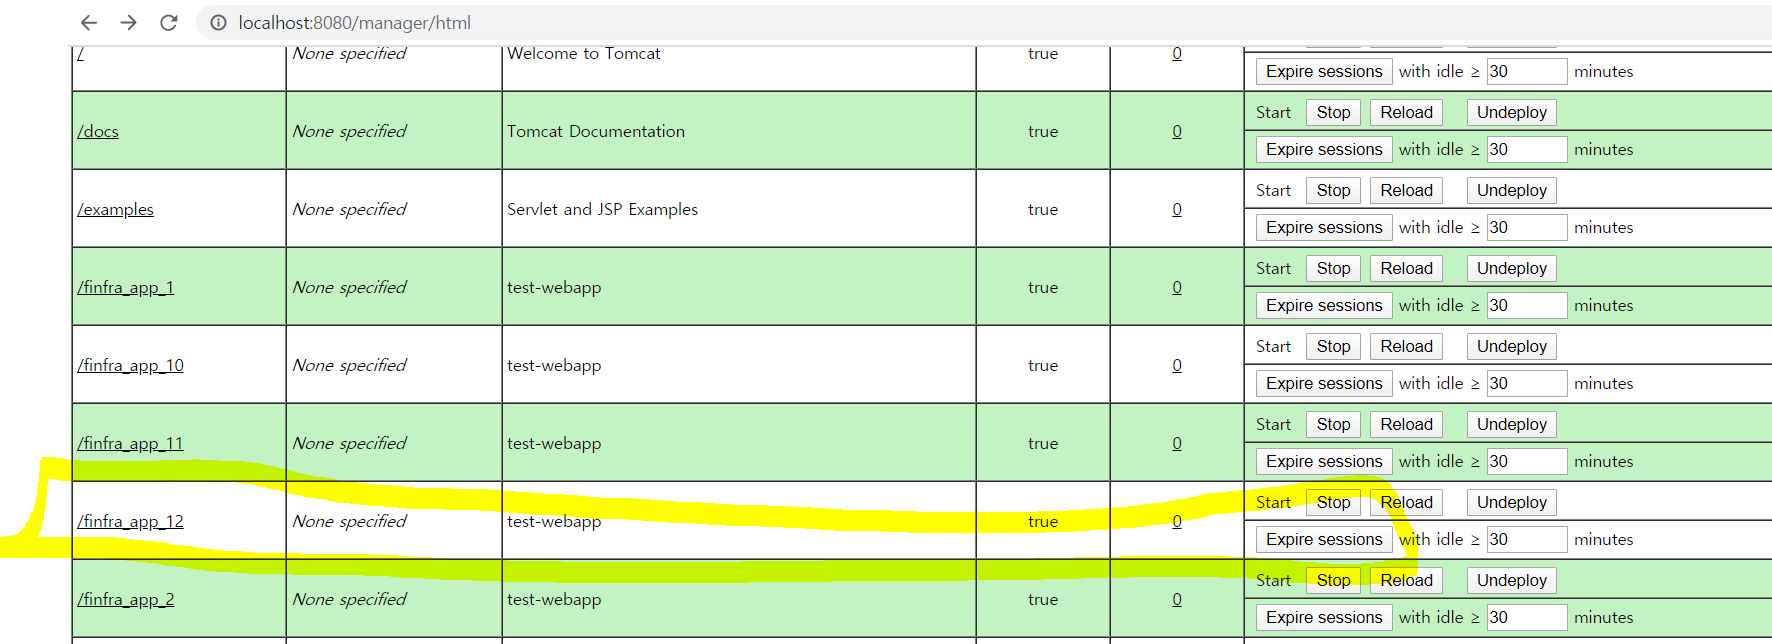 localhost:8080/manager/html
/ None specified Welcome to Tomcat true 0
Expire sessions with idle ≥ 30 minutes
Start Stop Reload Undeploy
/docs None specified Tomcat Documentation true 0
Expire sessions with idle ≥ 30 minutes
Start Stop Reload Undeploy
/examples None specified Servlet and JSP Examples true 0
Expire sessions with idle ≥ 30 minutes
Start Stop Reload Undeploy
/finfra_app_1 None specified test-webapp true 0
Expire sessions with idle ≥ 30 minutes
Start Stop Reload Undeploy
/finfra_app_10 None specified test-webapp true 0
Expire sessions with idle ≥ 30 minutes
Start Stop Reload Undeploy
/finfra_app_11 None specified test-webapp true 0
Expire sessions with idle ≥ 30 minutes
Start Stop Reload Undeploy
/finfra_app_12 None specified test-webapp true 0
Expire sessions with idle ≥ 30 minutes
Start Stop Reload Undeploy
/finfra_app_2 None specified test-webapp true 0
Expire sessions with idle ≥ 30 minutes